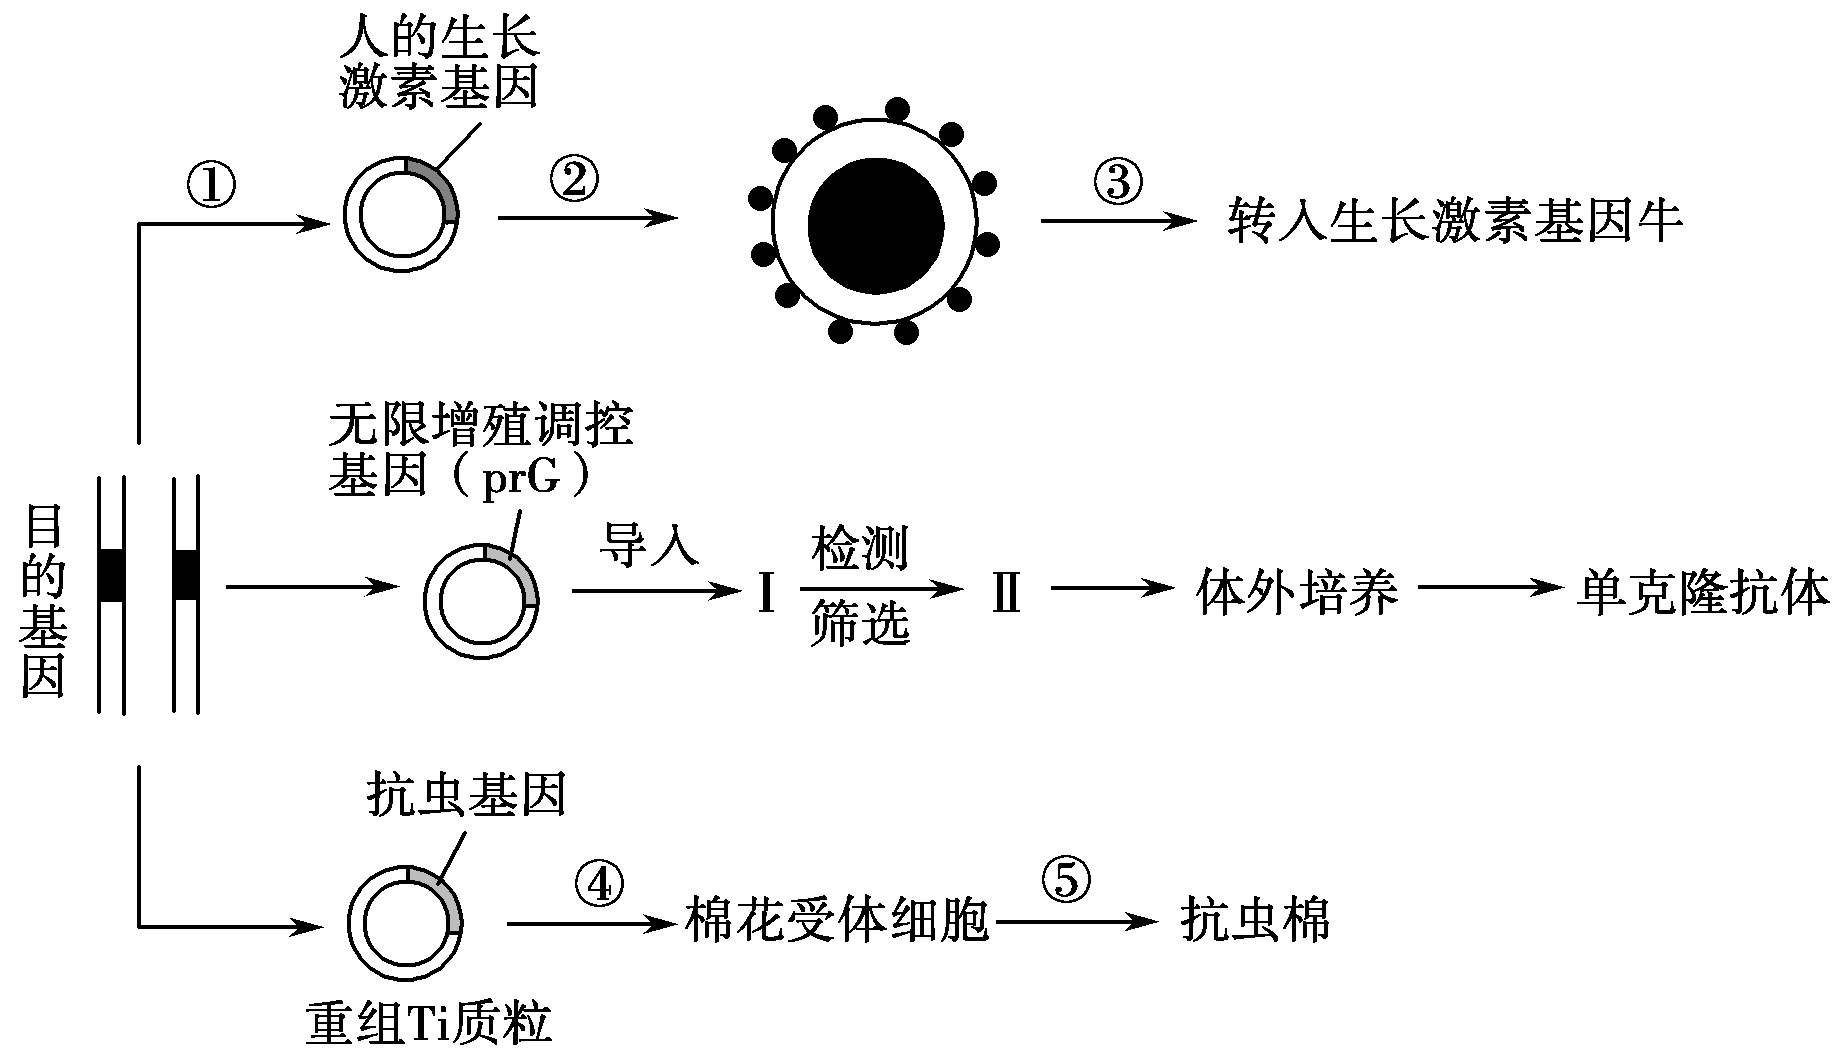 人的生长
激素基因
①
②
③
转入生长激素基因牛
无限增殖调控
基因（prG）
目的基因
导入
Ⅰ
检测
筛选
Ⅱ
体外培养
单克隆抗体
抗虫基因
④
棉花受体细胞
⑤
抗虫棉
重组Ti质粒